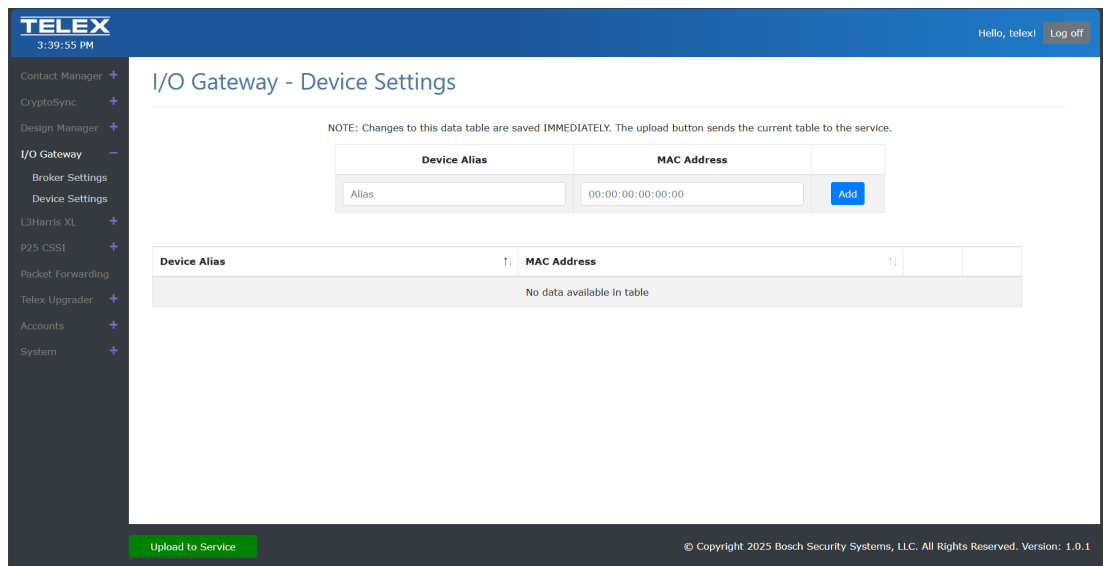 TELEX
3:39:55 PM
Hello, telex!
Log off
Contact Manager +
CryptoSync +
Design Manager +
I/O Gateway −
Broker Settings
Device Settings
L3Harris XL +
P25 CSSI +
Packet Forwarding
Telex Upgrader +
Accounts +
System +
I/O Gateway - Device Settings
NOTE: Changes to this data table are saved IMMEDIATELY. The upload button sends the current table to the service.
Device Alias MAC Address
Alias 00:00:00:00:00:00 Add
Device Alias ↑↓ MAC Address ↑↓
No data available in table
Upload to Service
© Copyright 2025 Bosch Security Systems, LLC. All Rights Reserved. Version: 1.0.1